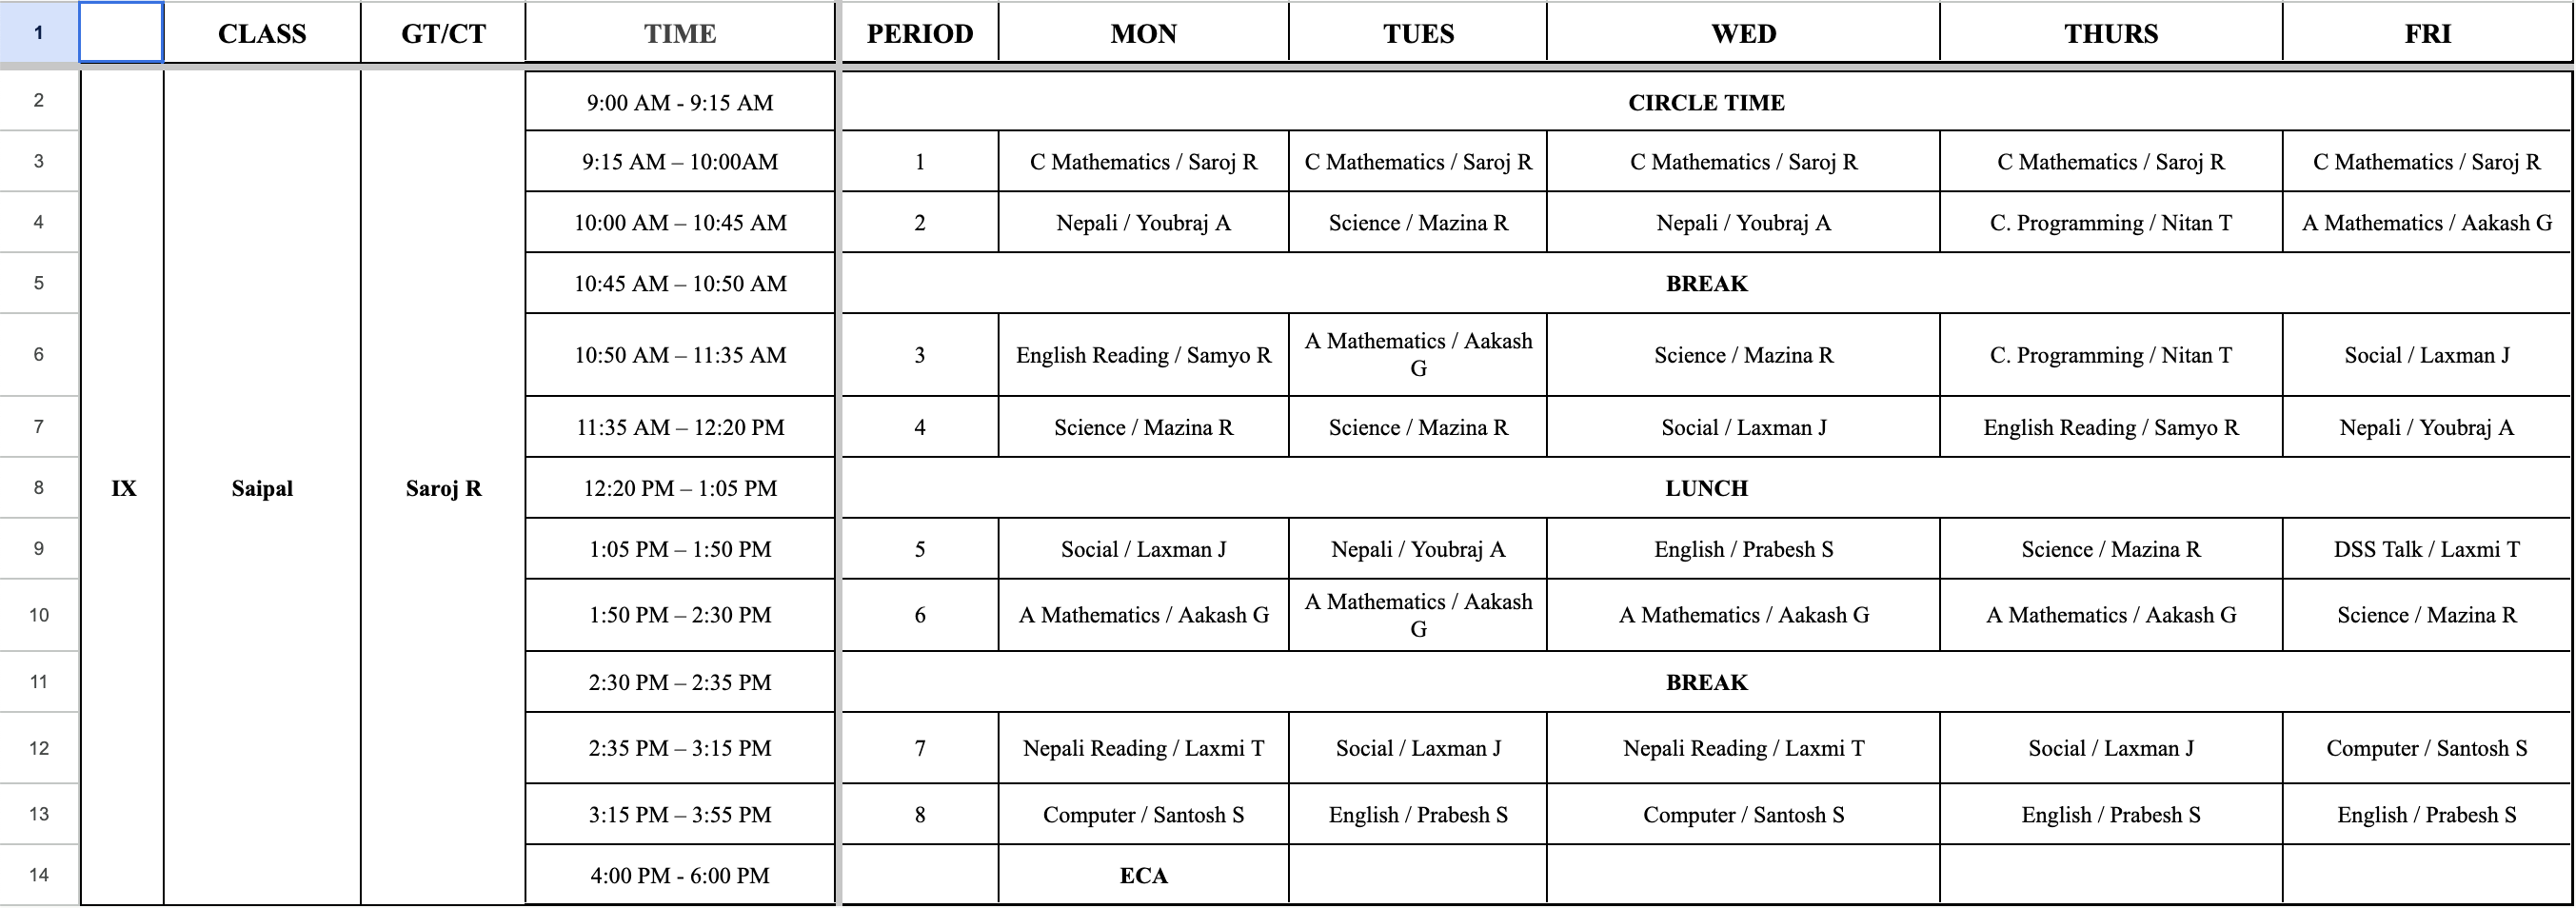 1 CLASS GT/CT TIME PERIOD MON TUES WED THURS FRI
2 9:00 AM - 9:15 AM CIRCLE TIME
3 9:15 AM – 10:00AM 1 C Mathematics / Saroj R C Mathematics / Saroj R C Mathematics / Saroj R C Mathematics / Saroj R C Mathematics / Saroj R
4 10:00 AM – 10:45 AM 2 Nepali / Youbraj A Science / Mazina R Nepali / Youbraj A C. Programming / Nitan T A Mathematics / Aakash G
5 10:45 AM – 10:50 AM BREAK
6 10:50 AM – 11:35 AM 3 English Reading / Samyo R A Mathematics / Aakash G Science / Mazina R C. Programming / Nitan T Social / Laxman J
7 11:35 AM – 12:20 PM 4 Science / Mazina R Science / Mazina R Social / Laxman J English Reading / Samyo R Nepali / Youbraj A
8 IX Saipal Saroj R 12:20 PM – 1:05 PM LUNCH
9 1:05 PM – 1:50 PM 5 Social / Laxman J Nepali / Youbraj A English / Prabesh S Science / Mazina R DSS Talk / Laxmi T
10 1:50 PM – 2:30 PM 6 A Mathematics / Aakash G A Mathematics / Aakash G A Mathematics / Aakash G A Mathematics / Aakash G Science / Mazina R
11 2:30 PM – 2:35 PM BREAK
12 2:35 PM – 3:15 PM 7 Nepali Reading / Laxmi T Social / Laxman J Nepali Reading / Laxmi T Social / Laxman J Computer / Santosh S
13 3:15 PM – 3:55 PM 8 Computer / Santosh S English / Prabesh S Computer / Santosh S English / Prabesh S English / Prabesh S
14 4:00 PM - 6:00 PM ECA